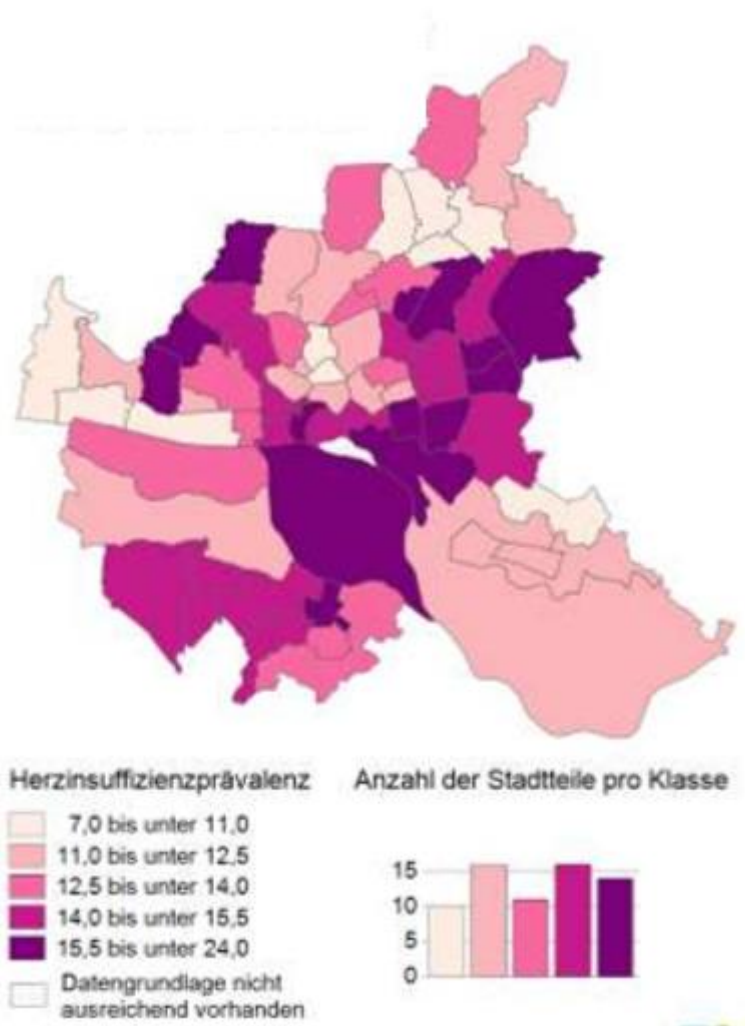 Herzinsuffizienzprävalenz
7,0 bis unter 11,0
11,0 bis unter 12,5
12,5 bis unter 14,0
14,0 bis unter 15,5
15,5 bis unter 24,0
Datengrundlage nicht
ausreichend vorhanden
Anzahl der Stadtteile pro Klasse
15
10
5
0